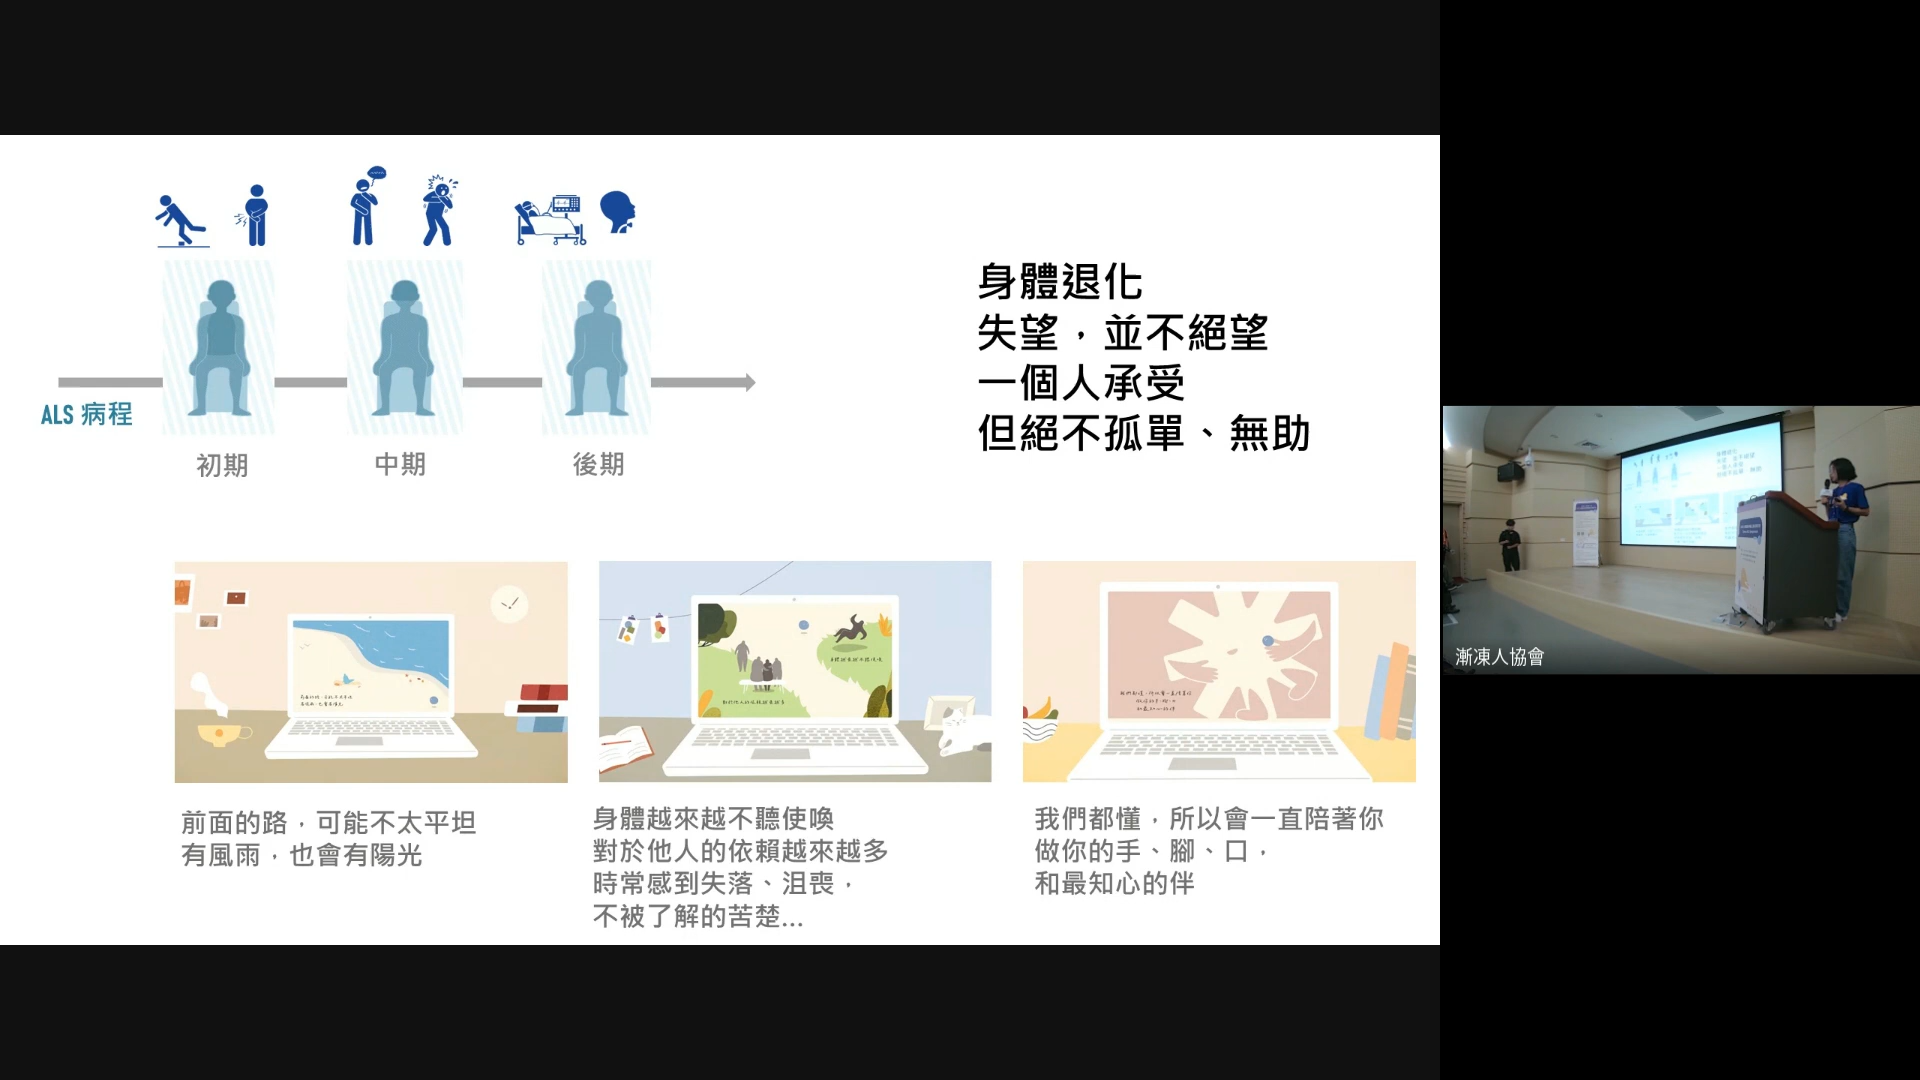 ALS 病程
初期
中期
後期
身體退化
失望，並不絕望
一個人承受
但絕不孤單、無助
前面的路，可能不太平坦
有風雨，也會有陽光
身體越來越不聽使喚
對於他人的依賴越來越多
時常感到失落、沮喪，
不被了解的苦楚...
我們都懂，所以會一直陪著你
做你的手、腳、口，
和最知心的伴
漸凍人協會